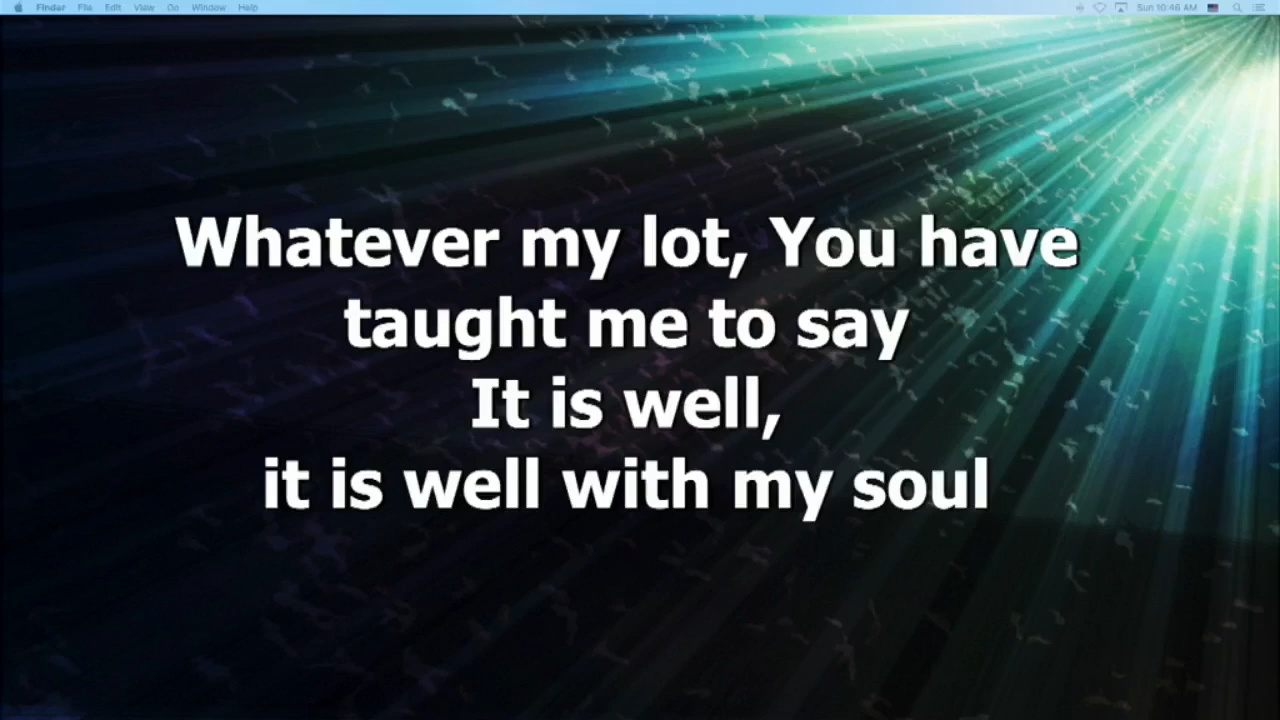 Finder File Edit View Go Window Help Sun 10:46 AM
Whatever my lot, You have
taught me to say
It is well,
it is well with my soul